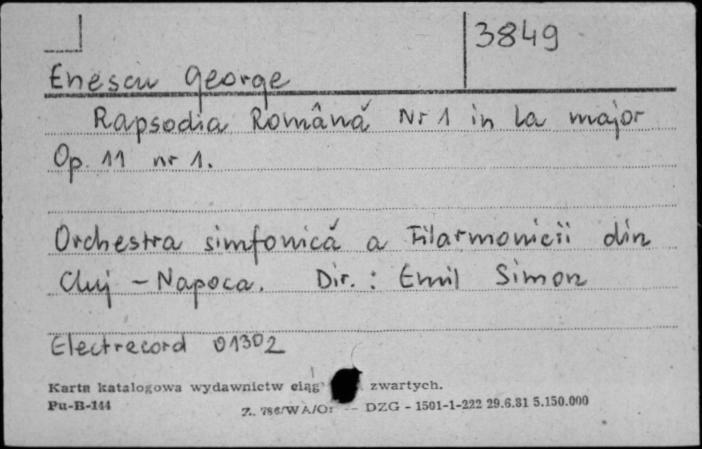 3849
Enescu George
Rapsodia Română Nr 1 in La major
Op. 11 nr 1.
Orchestra simfonică a Filarmonicii din
Cluj - Napoca. Dir.: Emil Simon
Electrecord 01302
Karta katalogowa wydawnictw ciąg zwartych.
Pu-B-144
DZG - 1501-1-222 29.6.81 5.150.000